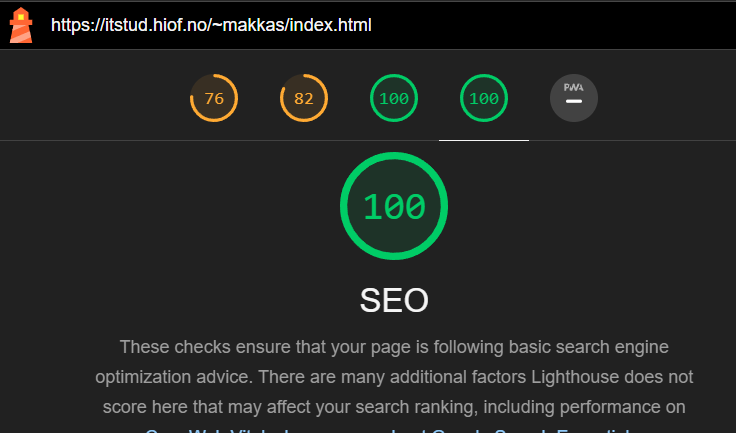 https://itstud.hiof.no/~makkas/index.html
76 82 100 100 PWA
100
SEO
These checks ensure that your page is following basic search engine
optimization advice. There are many additional factors Lighthouse does not
score here that may affect your search ranking, including performance on